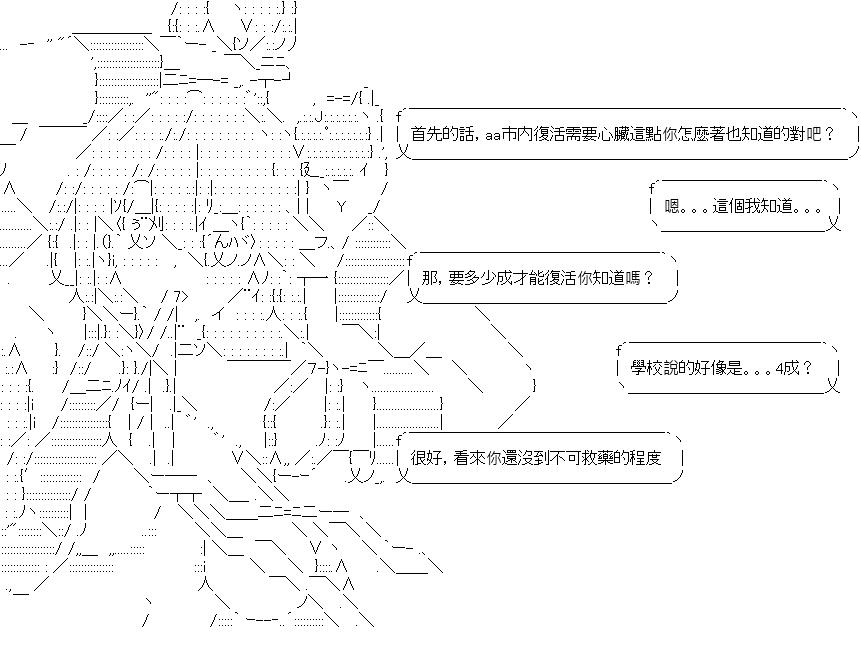 首先的話，aa市内復活需要心臟這點你怎麼著也知道的對吧？
嗯。。。這個我知道。。。
那，要多少成才能復活你知道嗎？
學校說的好像是。。。4成？
很好，看來你還沒到不可救藥的程度